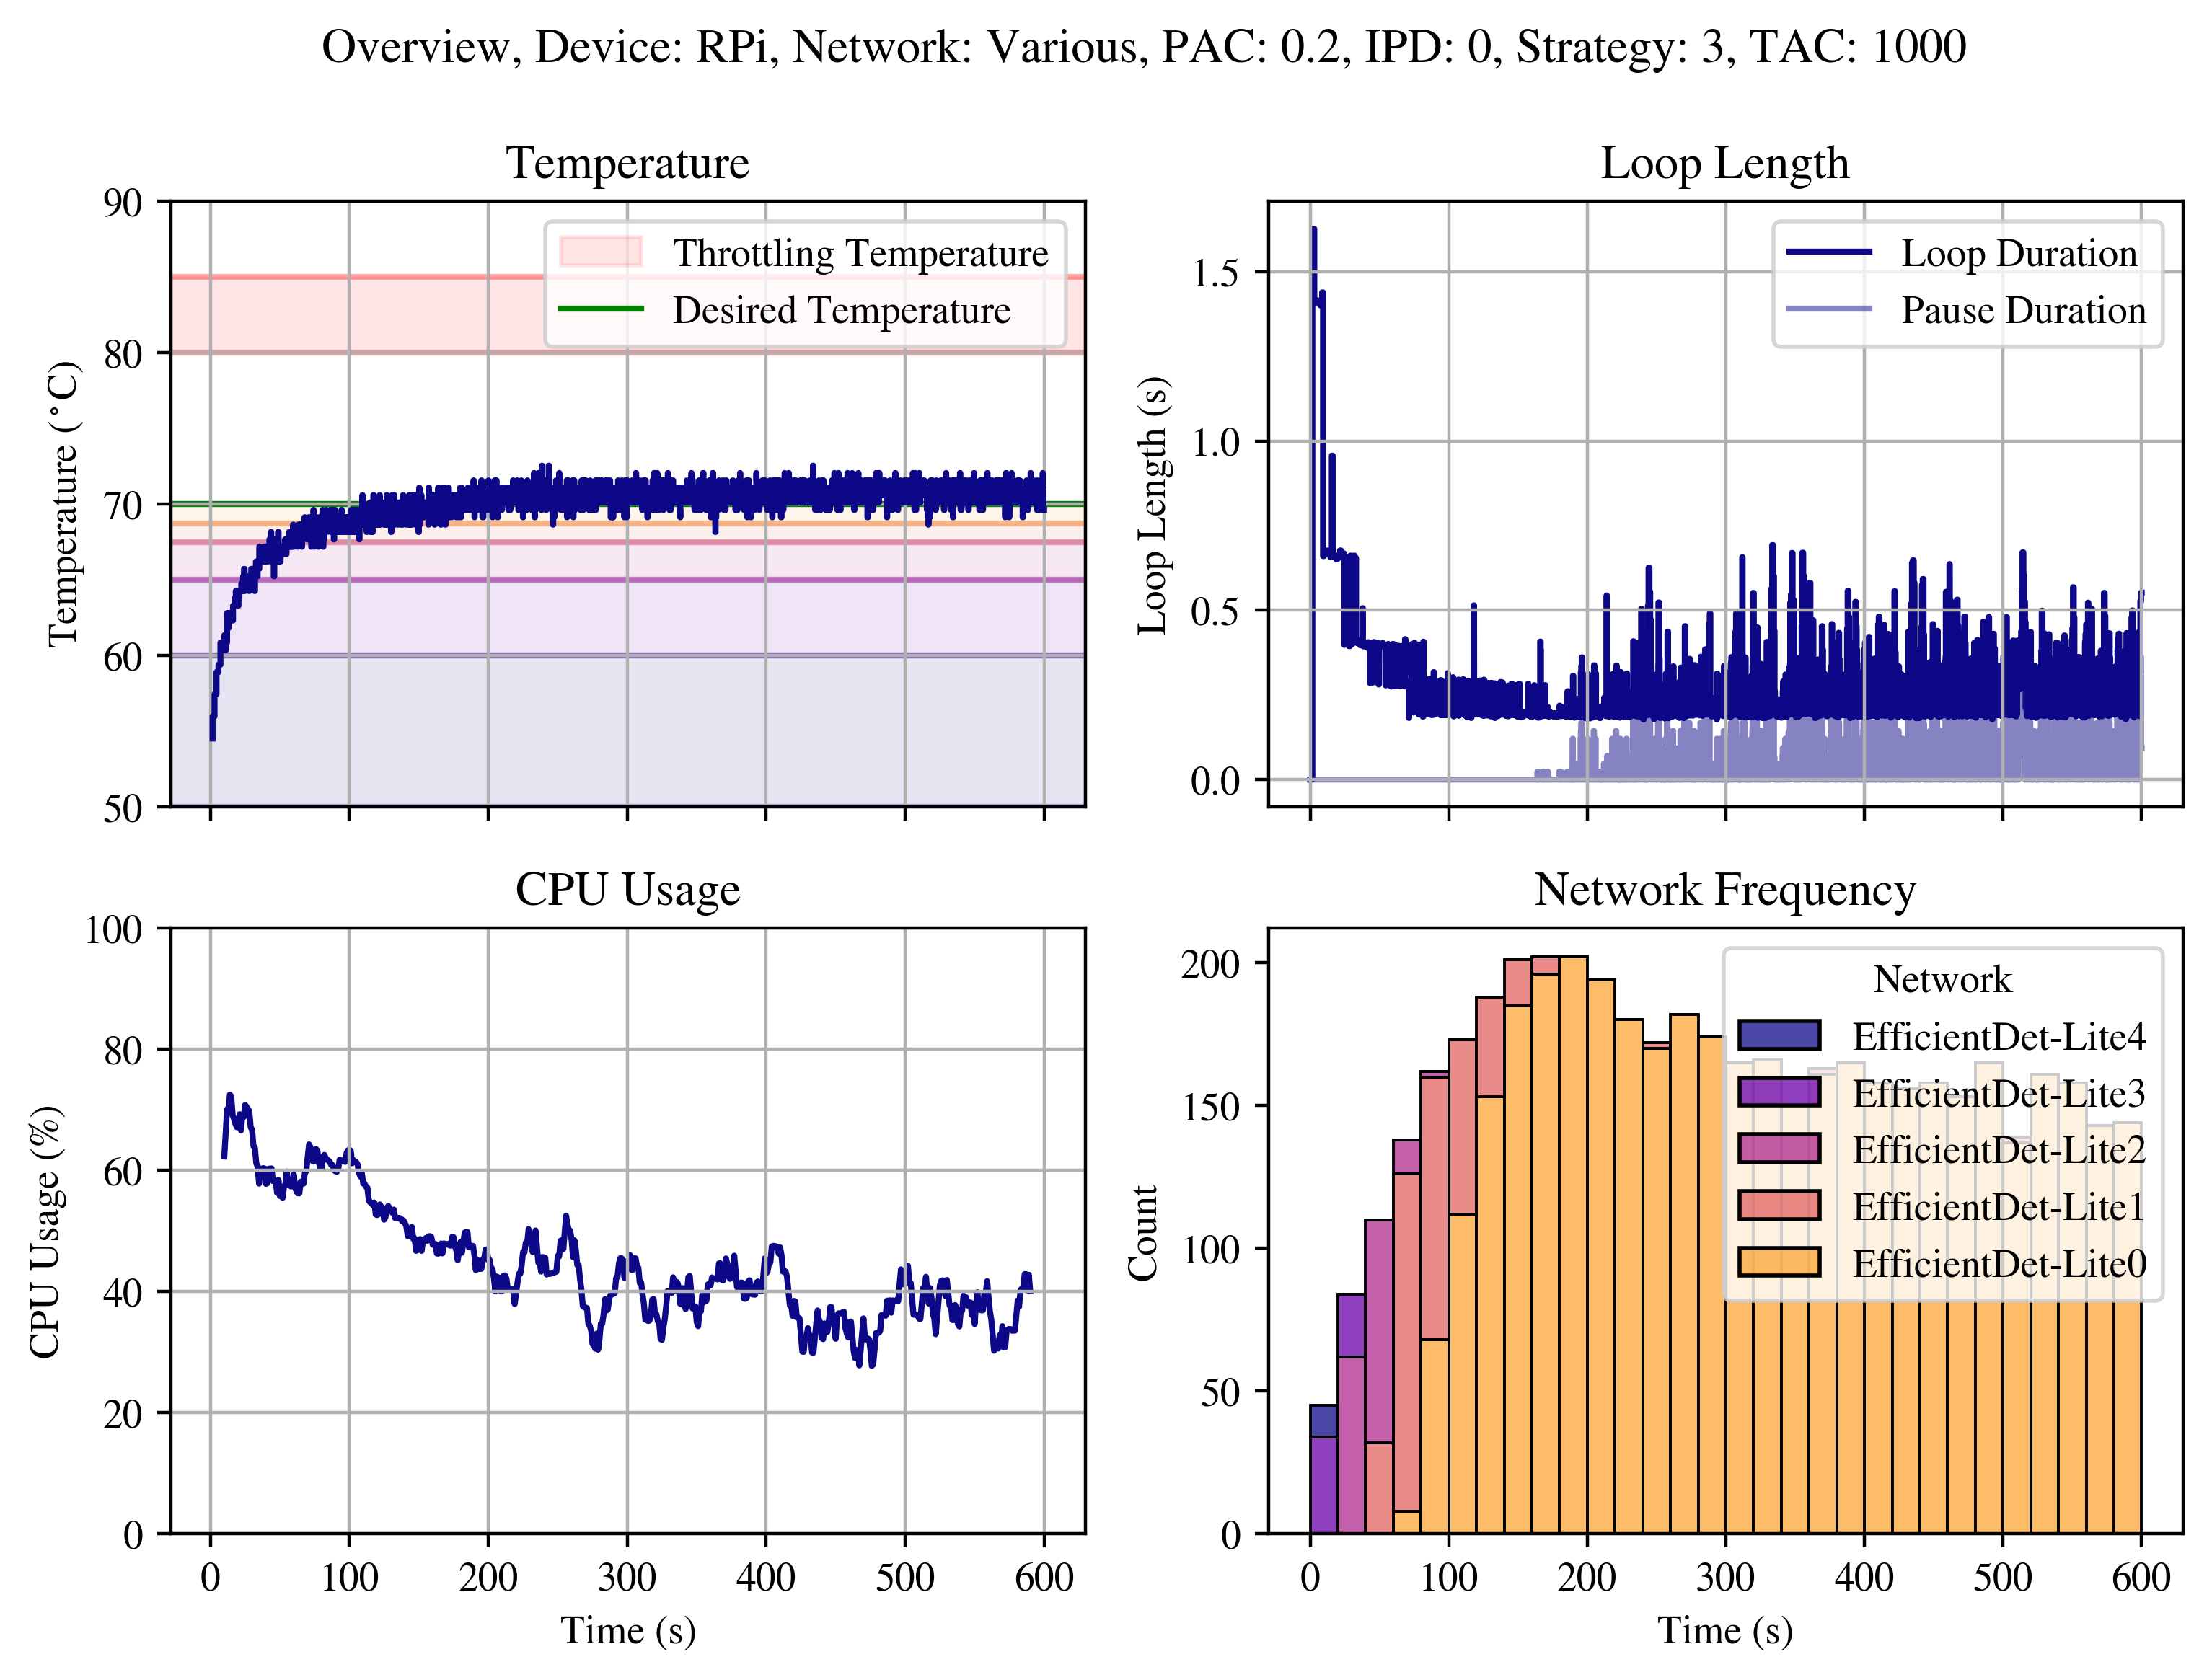 Overview, Device: RPi, Network: Various, PAC: 0.2, IPD: 0, Strategy: 3, TAC: 1000
Temperature
90
80
70
60
50
Temperature (°C)
Throttling Temperature
Desired Temperature
Loop Length
1.5
1.0
0.5
0.0
Loop Length (s)
Loop Duration
Pause Duration
CPU Usage
100
80
60
40
20
0
CPU Usage (%)
0 100 200 300 400 500 600
Time (s)
Network Frequency
200
150
100
50
0
Count
Network
EfficientDet-Lite4
EfficientDet-Lite3
EfficientDet-Lite2
EfficientDet-Lite1
EfficientDet-Lite0
0 100 200 300 400 500 600
Time (s)